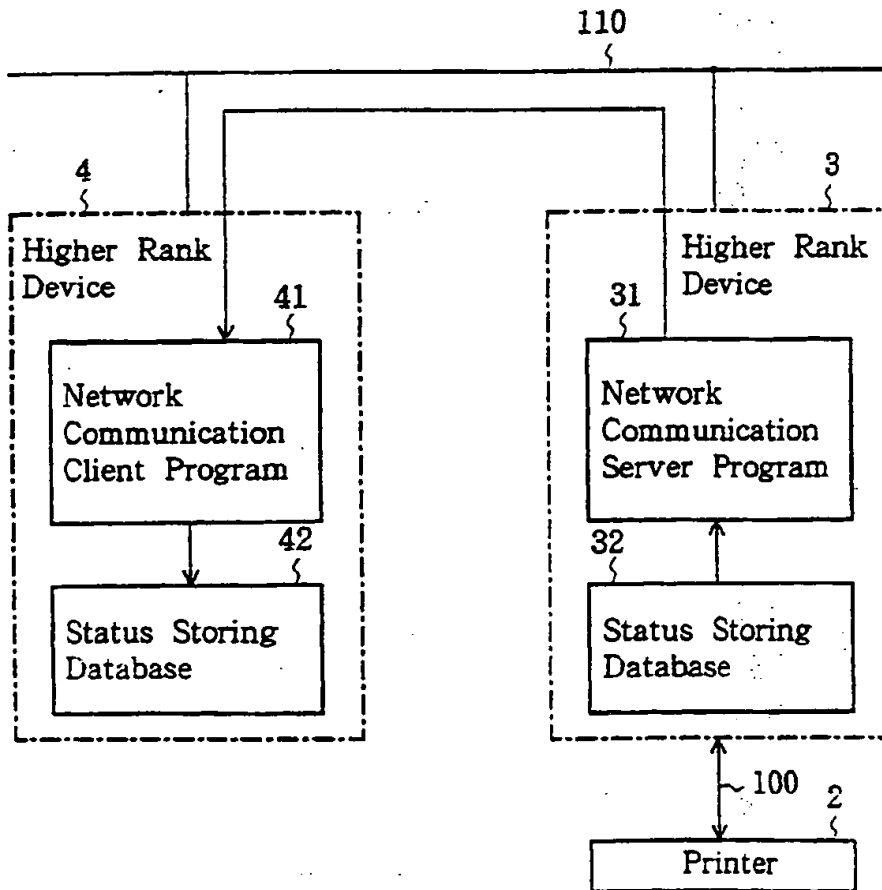 110
4
3
Higher Rank
Device
Higher Rank
Device
41
31
Network
Communication
Client Program
Network
Communication
Server Program
42
32
Status Storing
Database
Status Storing
Database
100
2
Printer